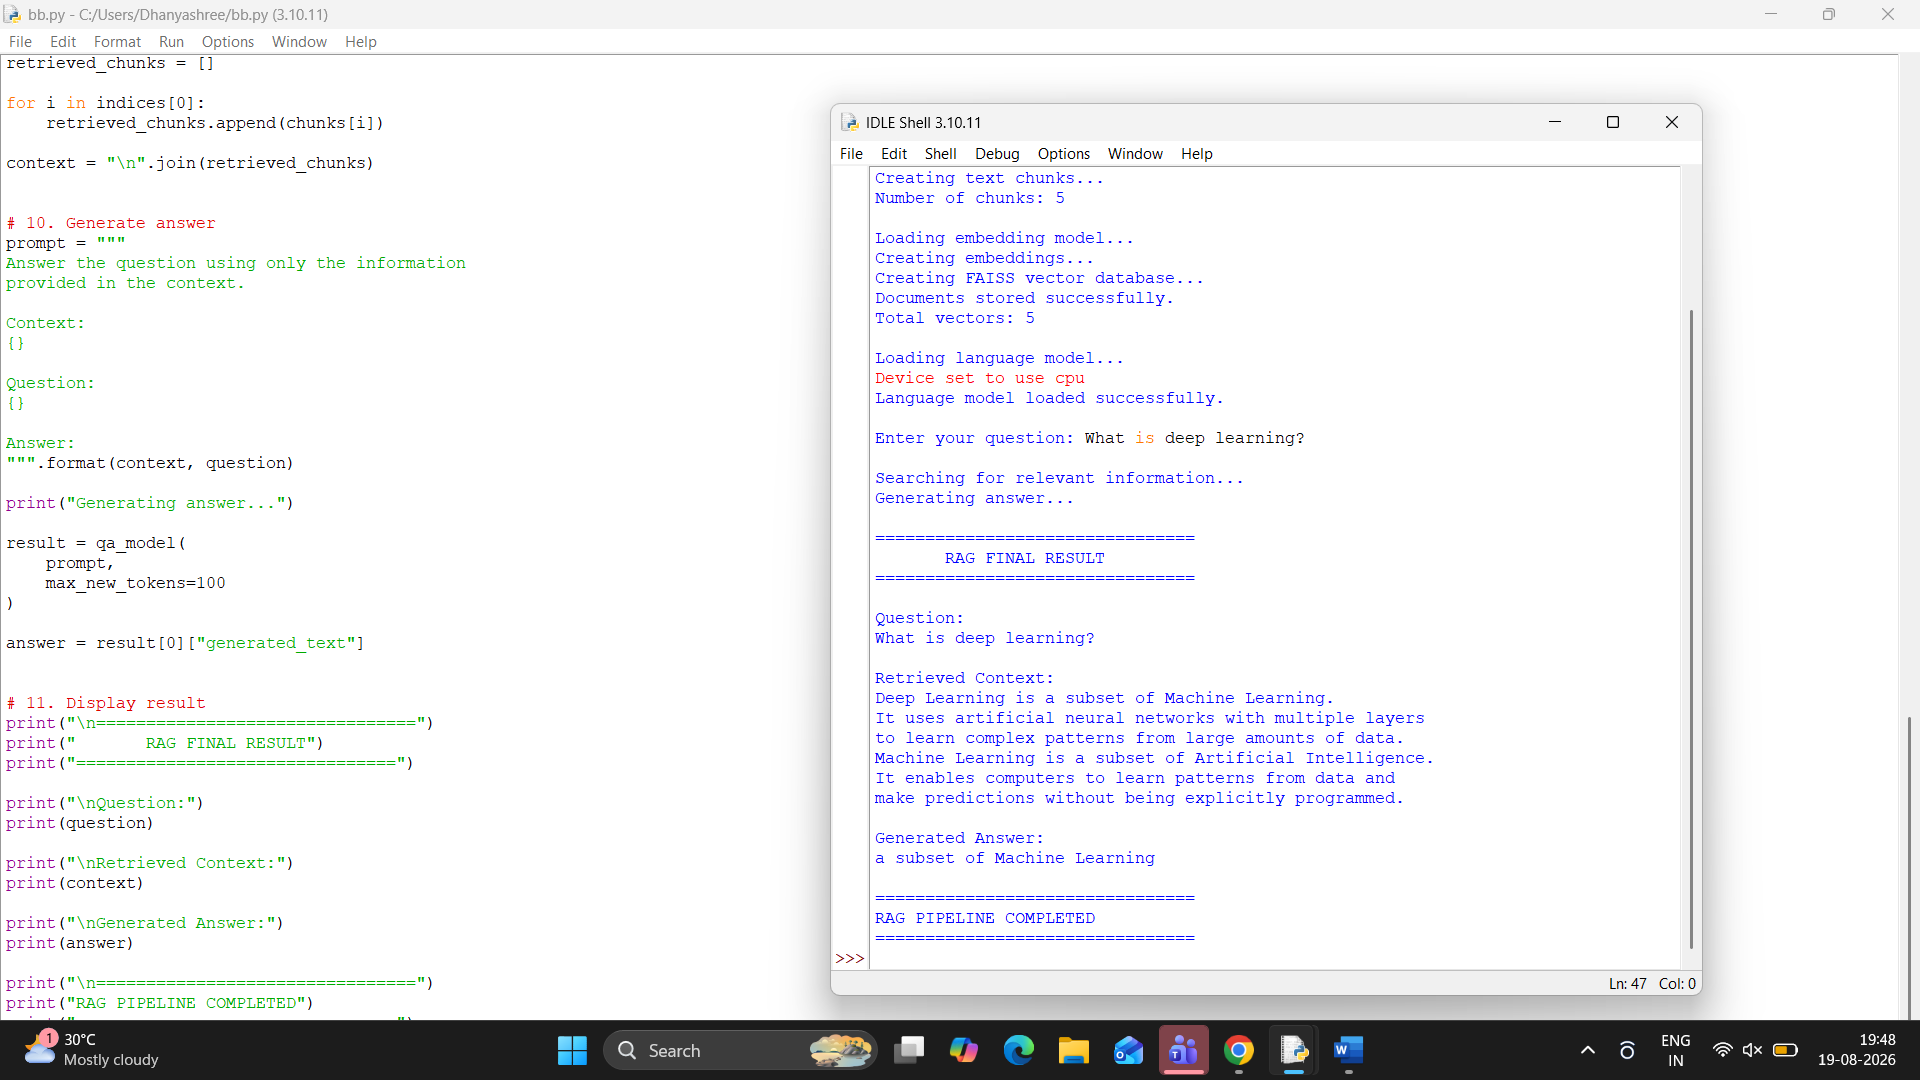 bb.py - C:/Users/Dhanyashree/bb.py (3.10.11)
File Edit Format Run Options Window Help
retrieved_chunks = []
for i in indices[0]:
    retrieved_chunks.append(chunks[i])
context = "\n".join(retrieved_chunks)
# 10. Generate answer
prompt = """
Answer the question using only the information
provided in the context.
Context:
{}
Question:
{}
Answer:
""".format(context, question)
print("Generating answer...")
result = qa_model(
    prompt,
    max_new_tokens=100
)
answer = result[0]["generated_text"]
# 11. Display result
print("\n================================")
print("       RAG FINAL RESULT")
print("================================")
print("\nQuestion:")
print(question)
print("\nRetrieved Context:")
print(context)
print("\nGenerated Answer:")
print(answer)
print("\n================================")
print("RAG PIPELINE COMPLETED")
IDLE Shell 3.10.11
File Edit Shell Debug Options Window Help
Creating text chunks...
Number of chunks: 5
Loading embedding model...
Creating embeddings...
Creating FAISS vector database...
Documents stored successfully.
Total vectors: 5
Loading language model...
Device set to use cpu
Language model loaded successfully.
Enter your question: What is deep learning?
Searching for relevant information...
Generating answer...
================================
       RAG FINAL RESULT
================================
Question:
What is deep learning?
Retrieved Context:
Deep Learning is a subset of Machine Learning.
It uses artificial neural networks with multiple layers
to learn complex patterns from large amounts of data.
Machine Learning is a subset of Artificial Intelligence.
It enables computers to learn patterns from data and
make predictions without being explicitly programmed.
Generated Answer:
a subset of Machine Learning
================================
RAG PIPELINE COMPLETED
================================
>>>
Ln: 47 Col: 0
1
30°C
Mostly cloudy
Search
ENG
IN
19:48
19-08-2026